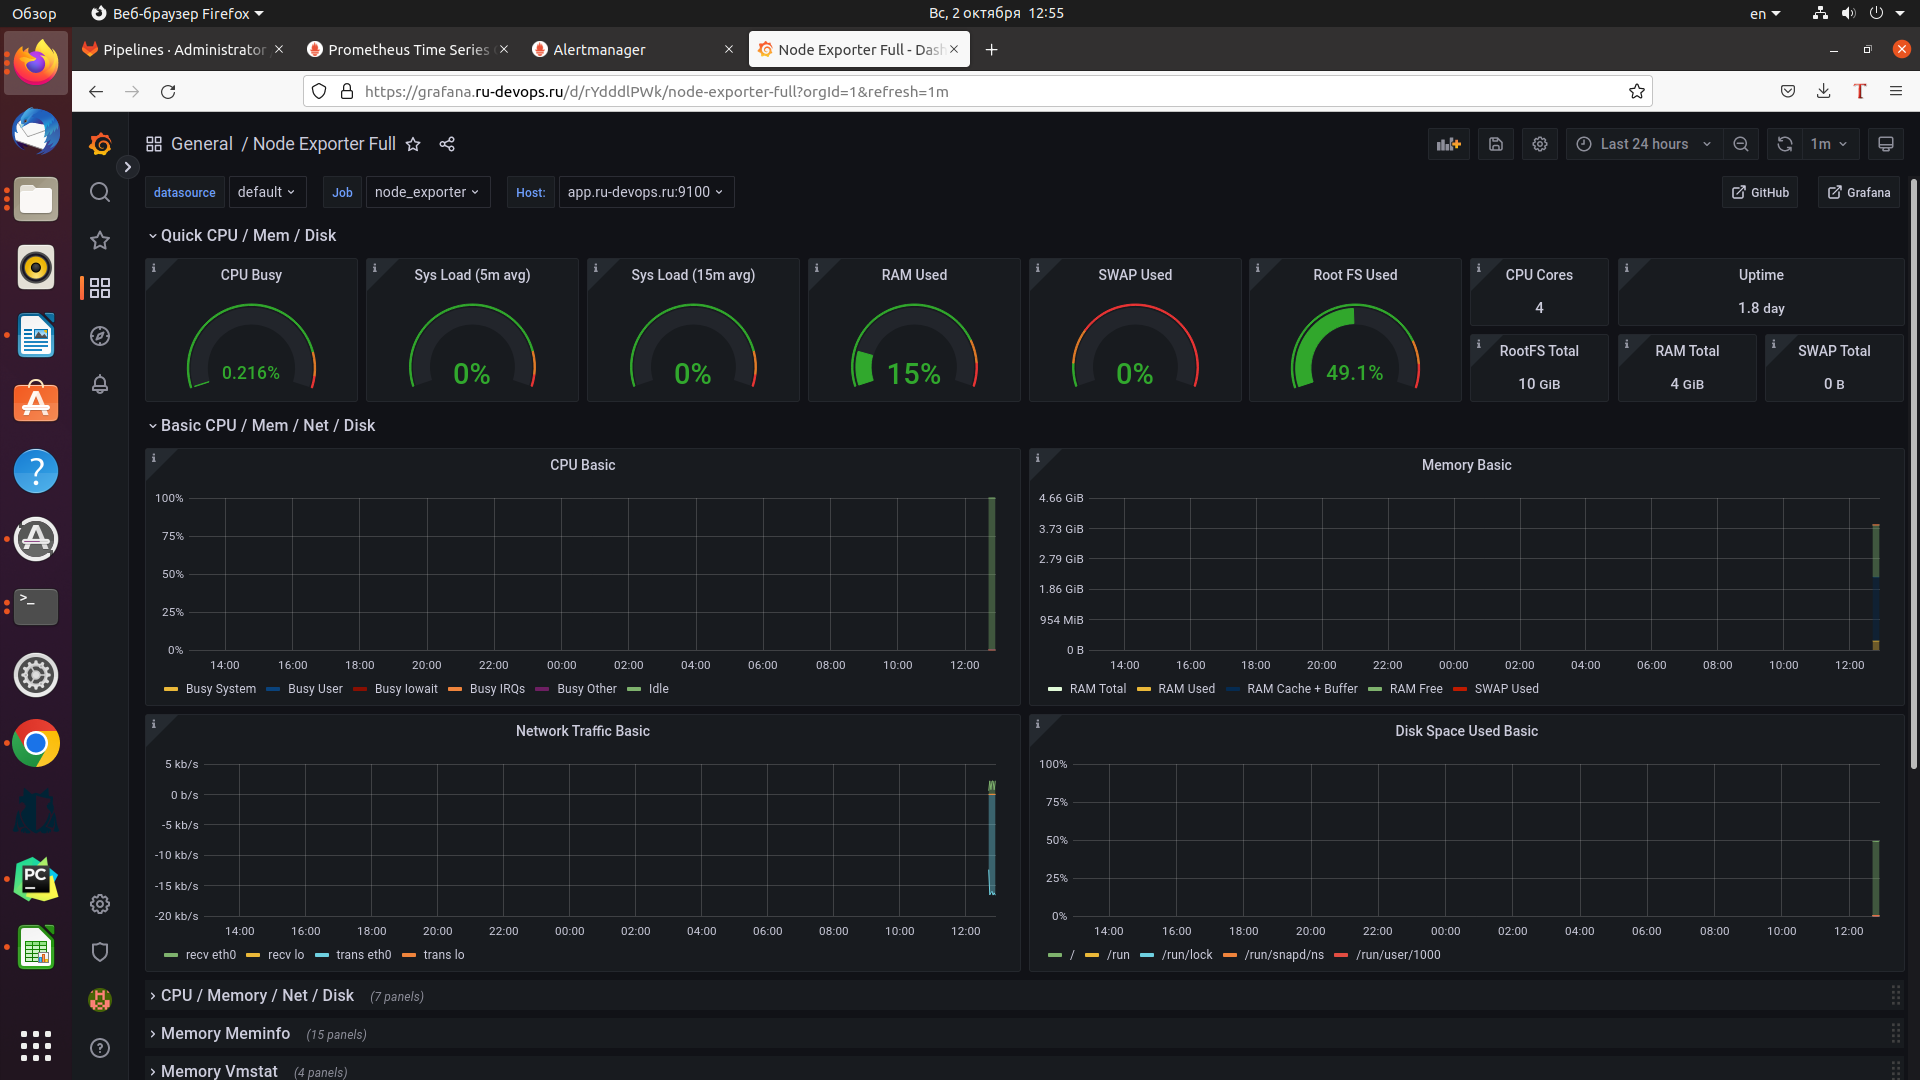 Обзор
Веб-браузер Firefox
Вс, 2 октября 12:55
en
Pipelines · Administrator
Prometheus Time Series
Alertmanager
Node Exporter Full - Dash
https://grafana.ru-devops.ru/d/rYdddlPWk/node-exporter-full?orgId=1&refresh=1m
General / Node Exporter Full
Last 24 hours
1m
datasource default
Job node_exporter
Host: app.ru-devops.ru:9100
GitHub
Grafana
Quick CPU / Mem / Disk
CPU Busy
0.216%
Sys Load (5m avg)
0%
Sys Load (15m avg)
0%
RAM Used
15%
SWAP Used
0%
Root FS Used
49.1%
CPU Cores
4
Uptime
1.8 day
RootFS Total
10 GiB
RAM Total
4 GiB
SWAP Total
0 B
Basic CPU / Mem / Net / Disk
CPU Basic
100%
75%
50%
25%
0%
14:00 16:00 18:00 20:00 22:00 00:00 02:00 04:00 06:00 08:00 10:00 12:00
Busy System Busy User Busy Iowait Busy IRQs Busy Other Idle
Memory Basic
4.66 GiB
3.73 GiB
2.79 GiB
1.86 GiB
954 MiB
0 B
14:00 16:00 18:00 20:00 22:00 00:00 02:00 04:00 06:00 08:00 10:00 12:00
RAM Total RAM Used RAM Cache + Buffer RAM Free SWAP Used
Network Traffic Basic
5 kb/s
0 b/s
-5 kb/s
-10 kb/s
-15 kb/s
-20 kb/s
14:00 16:00 18:00 20:00 22:00 00:00 02:00 04:00 06:00 08:00 10:00 12:00
recv eth0 recv lo trans eth0 trans lo
Disk Space Used Basic
100%
75%
50%
25%
0%
14:00 16:00 18:00 20:00 22:00 00:00 02:00 04:00 06:00 08:00 10:00 12:00
/ /run /run/lock /run/snapd/ns /run/user/1000
CPU / Memory / Net / Disk (7 panels)
Memory Meminfo (15 panels)
Memory Vmstat (4 panels)